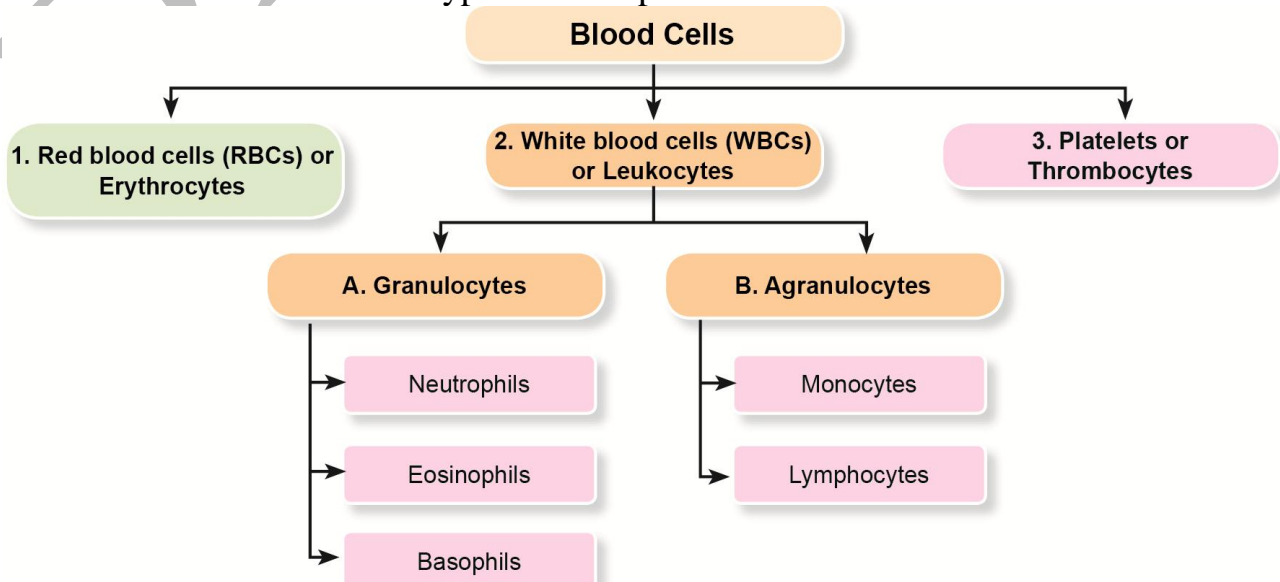 Blood Cells
1. Red blood cells (RBCs) or
Erythrocytes
2. White blood cells (WBCs)
or Leukocytes
3. Platelets or
Thrombocytes
A. Granulocytes
B. Agranulocytes
Neutrophils
Monocytes
Eosinophils
Lymphocytes
Basophils